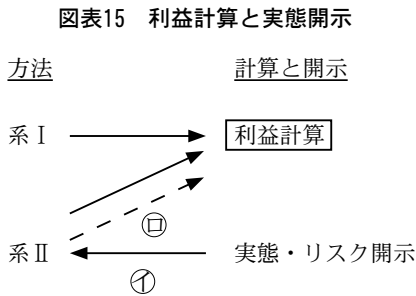 図表15 利益計算と実態開示
方法 計算と開示
系Ⅰ 利益計算
㋺
系Ⅱ 実態・リスク開示
㋑